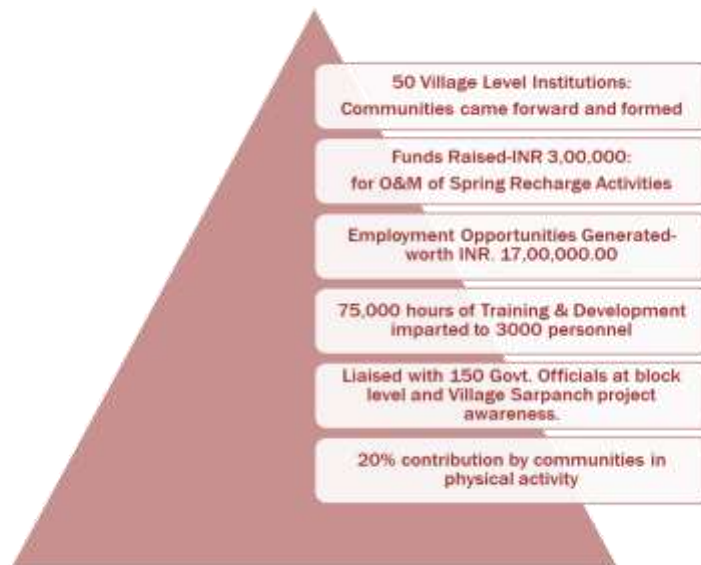 50 Village Level Institutions:
Communities came forward and formed
Funds Raised-INR 3,00,000:
for O&M of Spring Recharge Activities
Employment Opportunities Generated-
worth INR. 17,00,000.00
75,000 hours of Training & Development
imparted to 3000 personnel
Liaised with 150 Govt. Officials at block
level and Village Sarpanch project
awareness.
20% contribution by communities in
physical activity